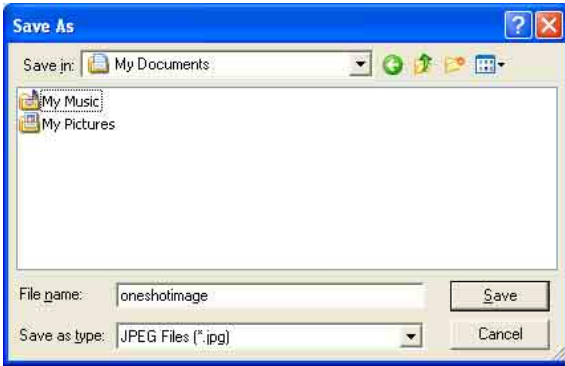 Save As
Save in: My Documents
My Music
My Pictures
File name: oneshotimage Save
Save as type: JPEG Files (*.jpg) Cancel